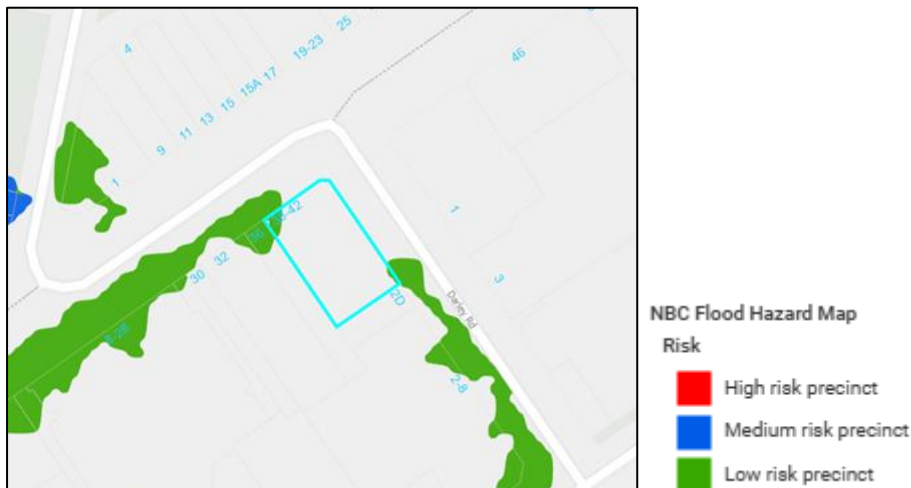 4
19-23
25
15A
17
15
13
11
9
1
46
1
3
36
32
30
2D
Darley Rd
2-8
NBC Flood Hazard Map
Risk
High risk precinct
Medium risk precinct
Low risk precinct